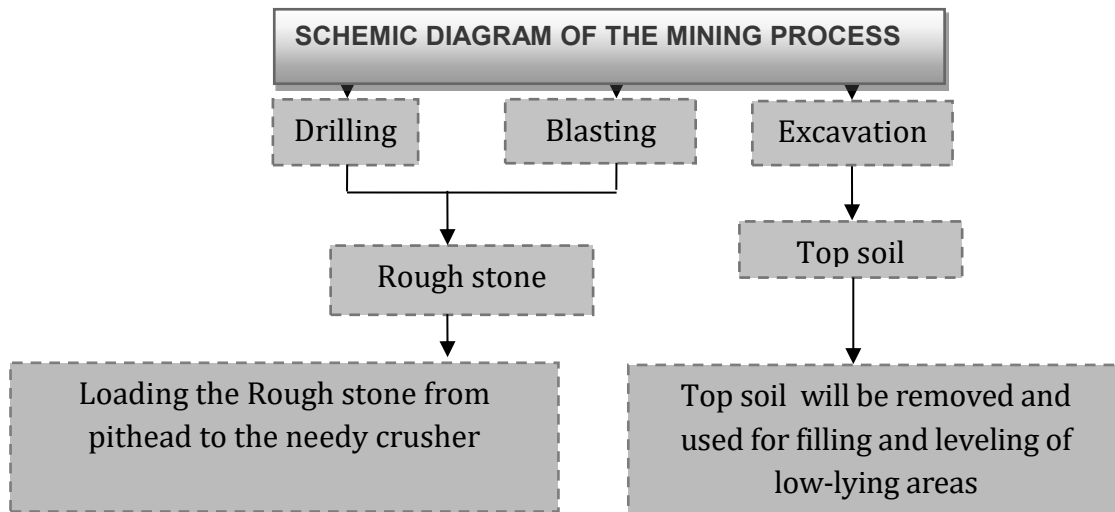 SCHEMIC DIAGRAM OF THE MINING PROCESS
Drilling
Blasting
Excavation
Top soil
Rough stone
Loading the Rough stone from
pithead to the needy crusher
Top soil will be removed and
used for filling and leveling of
low-lying areas